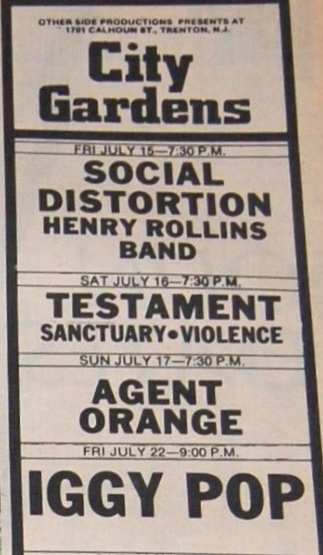 OTHER SIDE PRODUCTIONS PRESENTS AT
1701 CALHOUN ST., TRENTON, N.J.
City
Gardens
FRI JULY 15—7:30 P.M.
SOCIAL
DISTORTION
HENRY ROLLINS
BAND
SAT JULY 16—7:30 P.M.
TESTAMENT
SANCTUARY•VIOLENCE
SUN JULY 17—7:30 P.M.
AGENT
ORANGE
FRI JULY 22—9:00 P.M.
IGGY POP